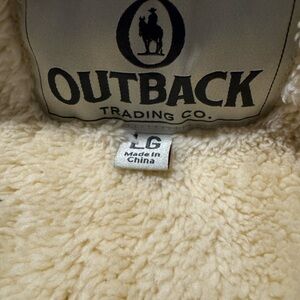 OUTBACK
TRADING CO.
LG
Made in
China